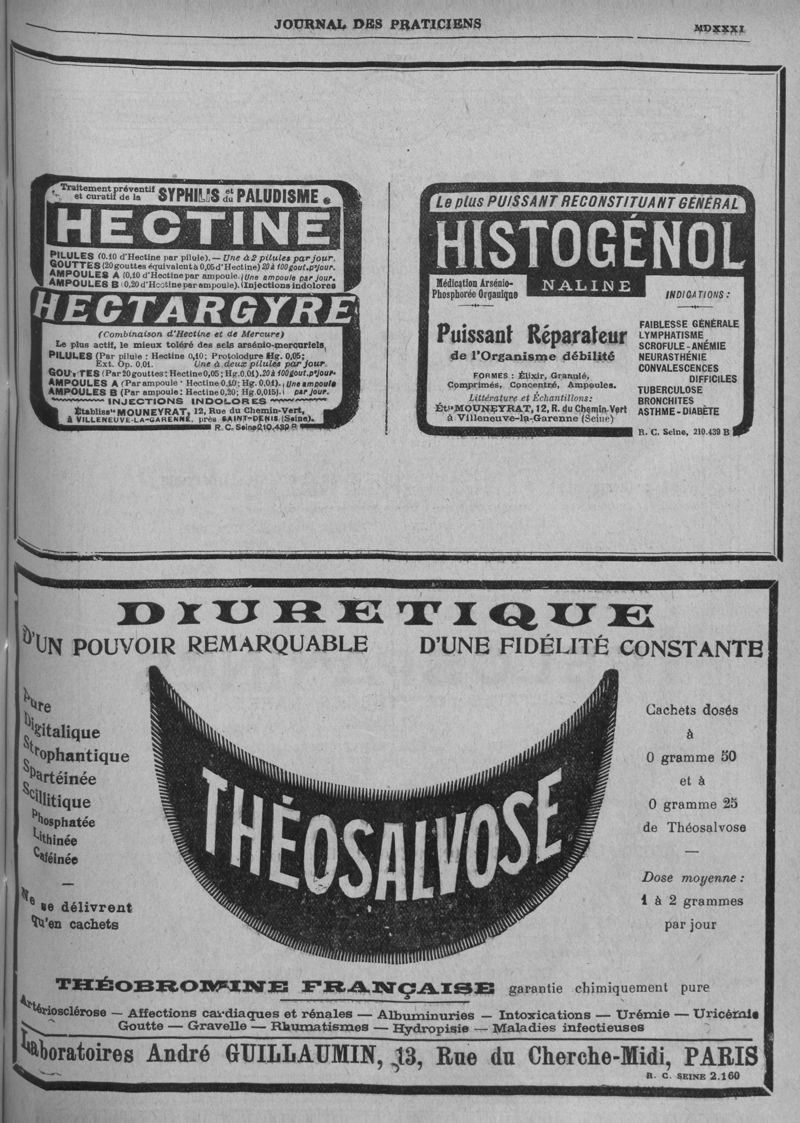 JOURNAL DES PRATICIENS
MDXXXI
Traitement préventif
et curatif de la
SYPHILIS et du PALUDISME
HECTINE
PILULES (0.10 d'Hectine par pilule). — Une à 2 pilules par jour.
GOUTTES (20 gouttes équivalent à 0,05 d'Hectine) 20 à 100 gout. p'jour.
AMPOULES A (0,10 d'Hectine par ampoule). Une ampoule par jour.
AMPOULES B (0,20 d'Hectine par ampoule). Injections indolores
HECTARGYRE
(Combinaison d'Hectine et de Mercure)
Le plus actif, le mieux toléré des sels arsénio-mercuriels,
PILULES (Par pilule : Hectine 0,10; Protoiodure Hg. 0,05;
Ext. Op. 0,01. Une à deux pilules par jour.
GOUTTES (Par 20 gouttes: Hectine 0,05; Hg. 0,01). 20 à 100 gout. p'jour.
AMPOULES A (Par ampoule : Hectine 0,10; Hg. 0,01). Une ampoule
AMPOULES B (Par ampoule: Hectine 0,20; Hg. 0,015). par jour.
INJECTIONS INDOLORES
Établissts MOUNEYRAT, 12, Rue du Chemin-Vert,
à VILLENEUVE-LA-GARENNE, près SAINT-DENIS (Seine).
R. C. Seine, 210.439 B
Le plus PUISSANT RECONSTITUANT GÉNÉRAL
HISTOGÉNOL
NALINE
Médication Arsénio-
Phosphorée Organique
Puissant Réparateur
de l'Organisme débilité
FORMES : Élixir, Granulé,
Comprimés, Concentré, Ampoules.
Littérature et Échantillons:
Éts MOUNEYRAT, 12, R. du Chemin-Vert
à Villeneuve-la-Garenne (Seine)
INDICATIONS :
FAIBLESSE GÉNÉRALE
LYMPHATISME
SCROFULE - ANÉMIE
NEURASTHÉNIE
CONVALESCENCES
DIFFICILES
TUBERCULOSE
BRONCHITES
ASTHME - DIABÈTE
R. C. Seine, 210.439 B
DIURETIQUE
D'UN POUVOIR REMARQUABLE D'UNE FIDÉLITÉ CONSTANTE
Pure
Digitalique
Strophantique
Spartéinée
Scillitique
Phosphatée
Lithinée
Caféinée
—
Ne se délivrent
qu'en cachets
THÉOSALVOSE
Cachets dosés
à
0 gramme 50
et à
0 gramme 25
de Théosalvose
—
Dose moyenne :
1 à 2 grammes
par jour
THÉOBROMINE FRANÇAISE garantie chimiquement pure
Artériosclérose — Affections cardiaques et rénales — Albuminuries — Intoxications — Urémie — Uricémie
Goutte — Gravelle — Rhumatismes — Hydropisie — Maladies infectieuses
Laboratoires André GUILLAUMIN, 13, Rue du Cherche-Midi, PARIS
R. C. SEINE 2.160